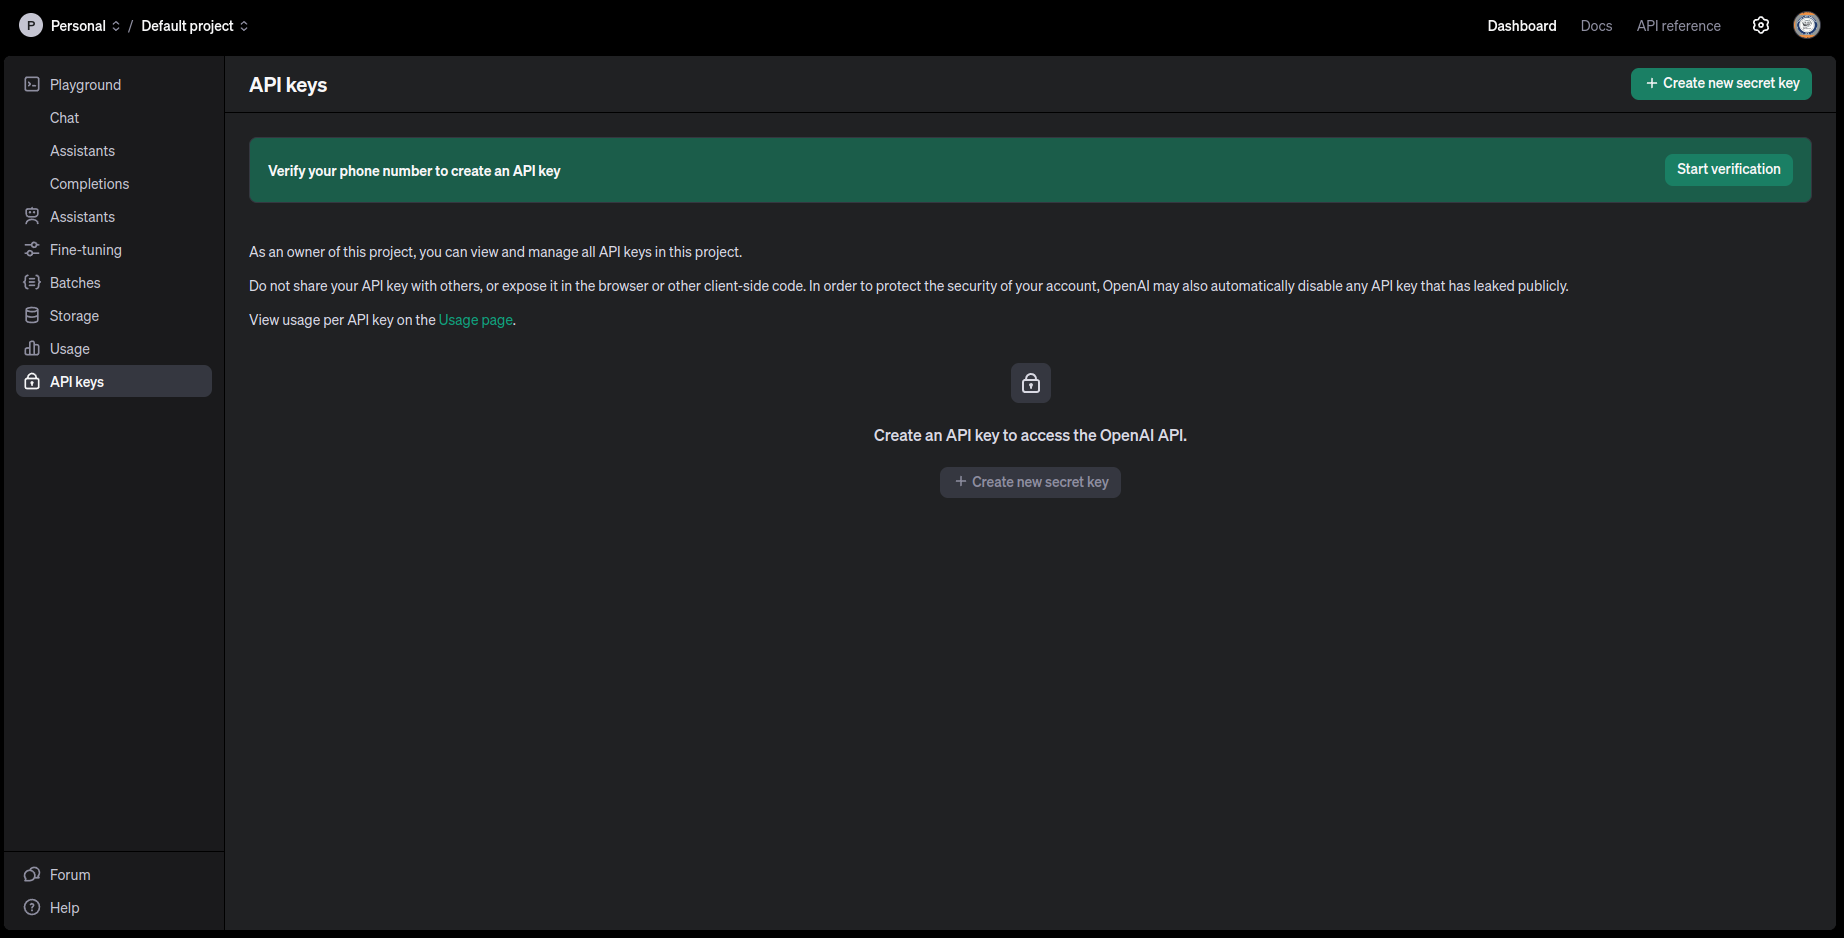 P Personal / Default project
Dashboard Docs API reference
Playground
Chat
Assistants
Completions
Assistants
Fine-tuning
Batches
Storage
Usage
API keys
Forum
Help
API keys
+ Create new secret key
Verify your phone number to create an API key
Start verification
As an owner of this project, you can view and manage all API keys in this project.
Do not share your API key with others, or expose it in the browser or other client-side code. In order to protect the security of your account, OpenAI may also automatically disable any API key that has leaked publicly.
View usage per API key on the Usage page.
Create an API key to access the OpenAI API.
+ Create new secret key